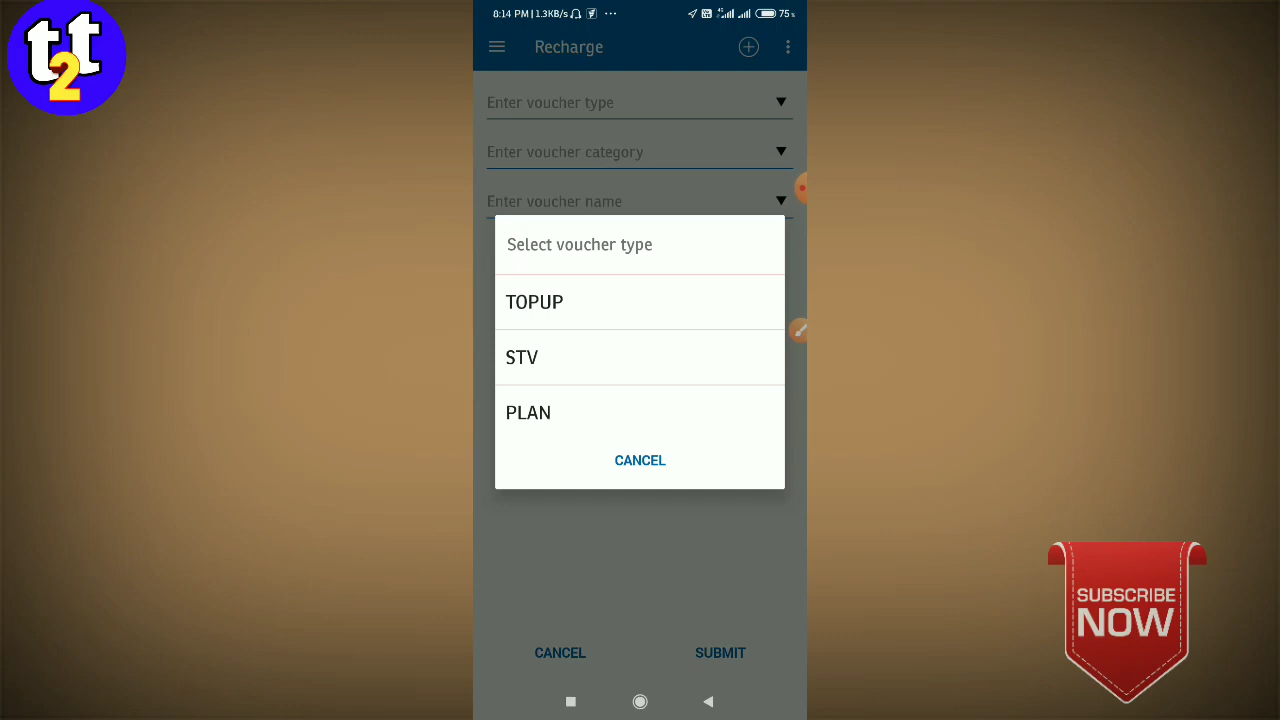 t2t
8:14 PM | 1.3KB/s ... 75%
Recharge
Enter voucher type
Enter voucher category
Enter voucher name
Select voucher type
TOPUP
STV
PLAN
CANCEL
CANCEL SUBMIT
SUBSCRIBE
NOW